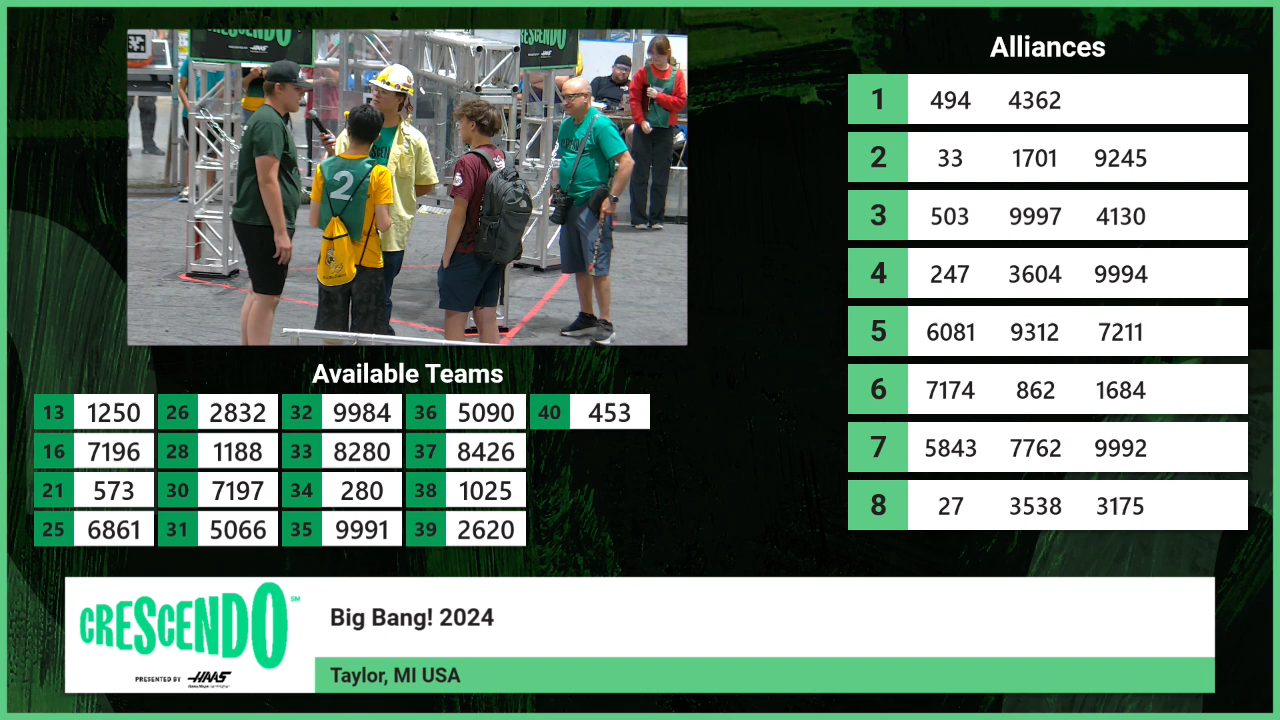 Alliances
1 494 4362
2 33 1701 9245
3 503 9997 4130
4 247 3604 9994
5 6081 9312 7211
6 7174 862 1684
7 5843 7762 9992
8 27 3538 3175
2
Available Teams
13 1250 26 2832 32 9984 36 5090 40 453
16 7196 28 1188 33 8280 37 8426
21 573 30 7197 34 280 38 1025
25 6861 31 5066 35 9991 39 2620
CRESCENDO℠
PRESENTED BY HAAS
Big Bang! 2024
Taylor, MI USA